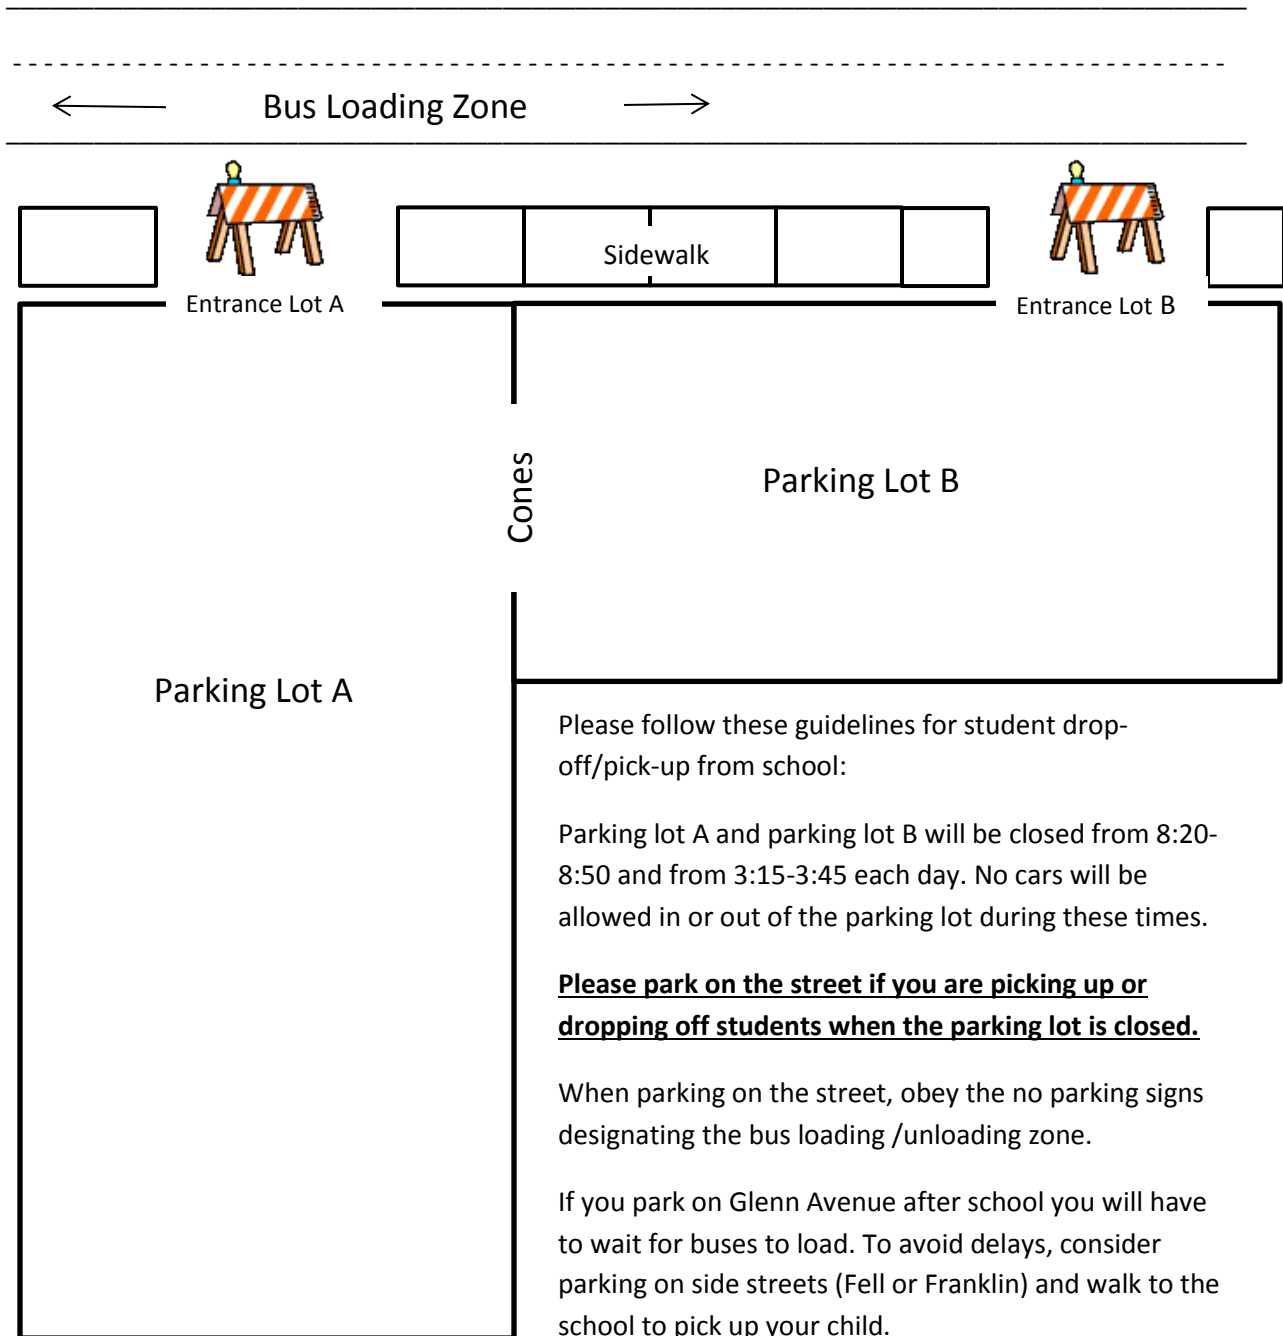 Bus Loading Zone
Sidewalk
Entrance Lot A
Entrance Lot B
Cones
Parking Lot B
Parking Lot A
Please follow these guidelines for student drop-
off/pick-up from school:
Parking lot A and parking lot B will be closed from 8:20-
8:50 and from 3:15-3:45 each day. No cars will be
allowed in or out of the parking lot during these times.
Please park on the street if you are picking up or
dropping off students when the parking lot is closed.
When parking on the street, obey the no parking signs
designating the bus loading /unloading zone.
If you park on Glenn Avenue after school you will have
to wait for buses to load. To avoid delays, consider
parking on side streets (Fell or Franklin) and walk to the
school to pick up your child.